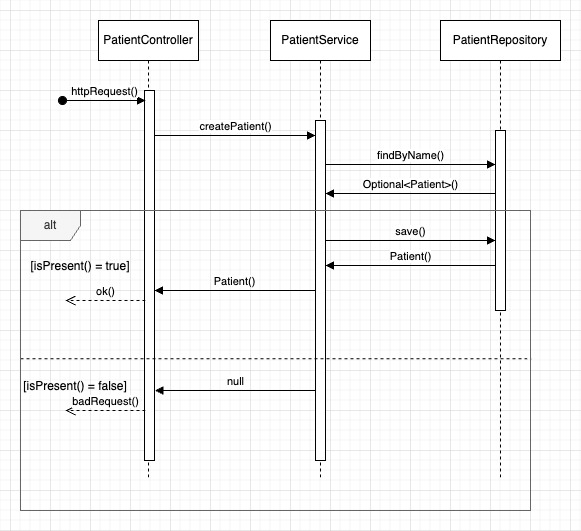 PatientController
PatientService
PatientRepository
httpRequest()
createPatient()
findByName()
Optional<Patient>()
alt
save()
Patient()
[isPresent() = true]
Patient()
ok()
[isPresent() = false]
null
badRequest()